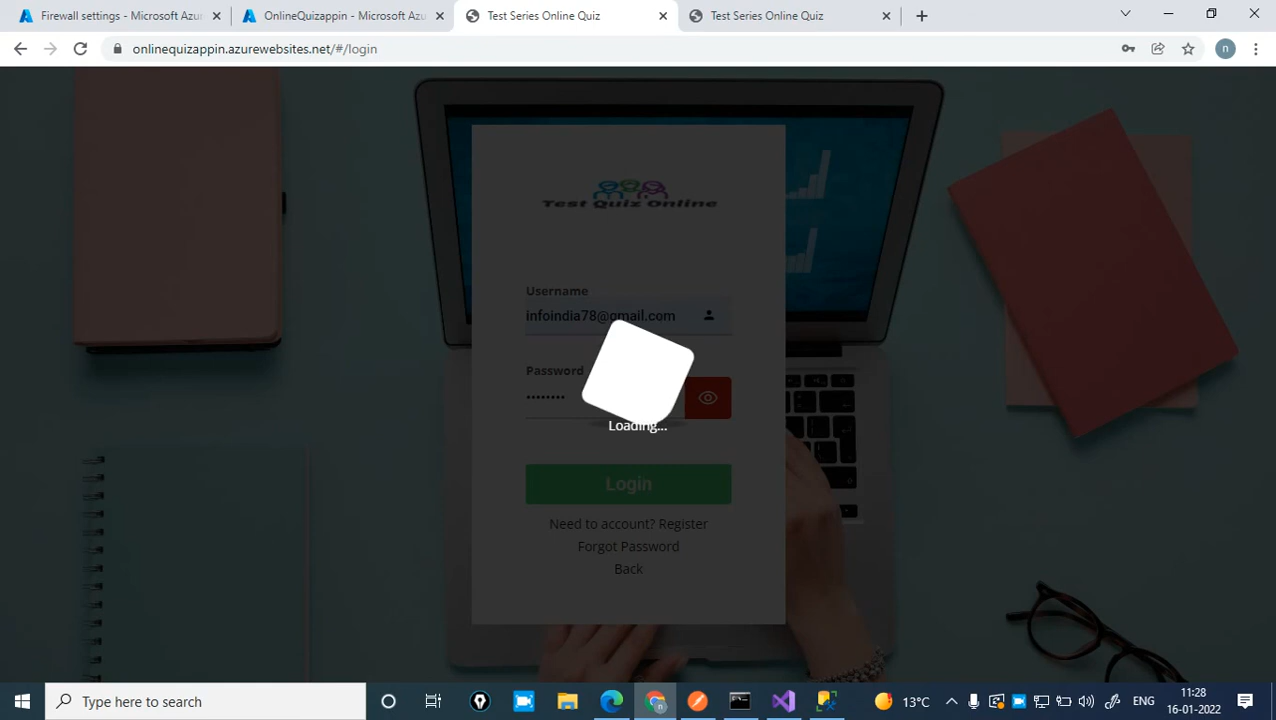 Firewall settings - Microsoft Azur
OnlineQuizappin - Microsoft Azu
Test Series Online Quiz
Test Series Online Quiz
onlinequizappin.azurewebsites.net/#/login
n
Test Quiz Online
Username
infoindia78@gmail.com
Password
Loading...
Login
Need to account? Register
Forgot Password
Back
Type here to search
n
13°C
ENG
11:28
16-01-2022